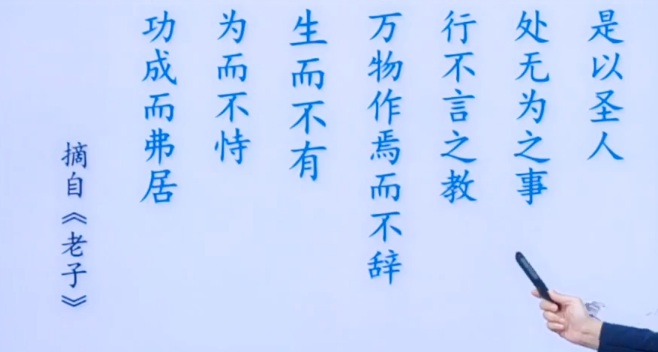 是以圣人
处无为之事
行不言之教
万物作焉而不辞
生而不有
为而不恃
功成而弗居
摘自《老子》